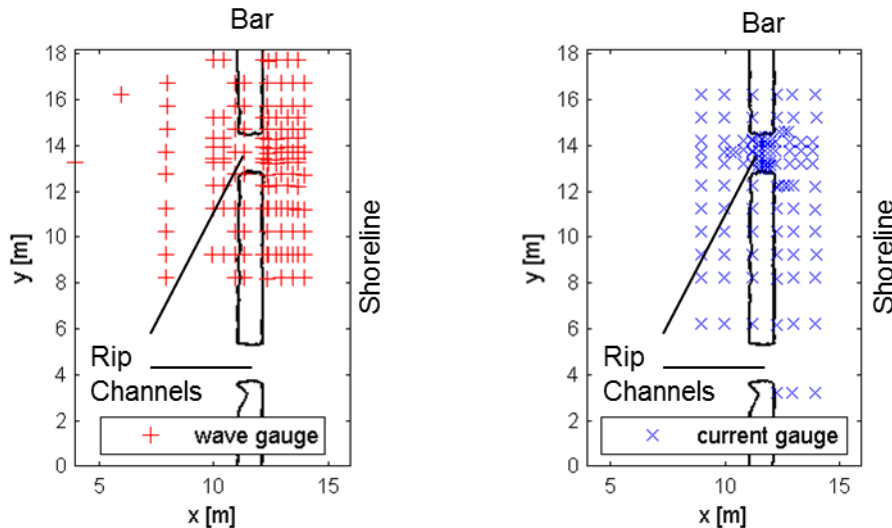 Bar
18
16
14
12
10
8
6
4
2
0
y [m]
Rip
Channels
wave gauge
5
10
15
x [m]
Shoreline
Bar
18
16
14
12
10
8
6
4
2
0
y [m]
Rip
Channels
current gauge
5
10
15
x [m]
Shoreline